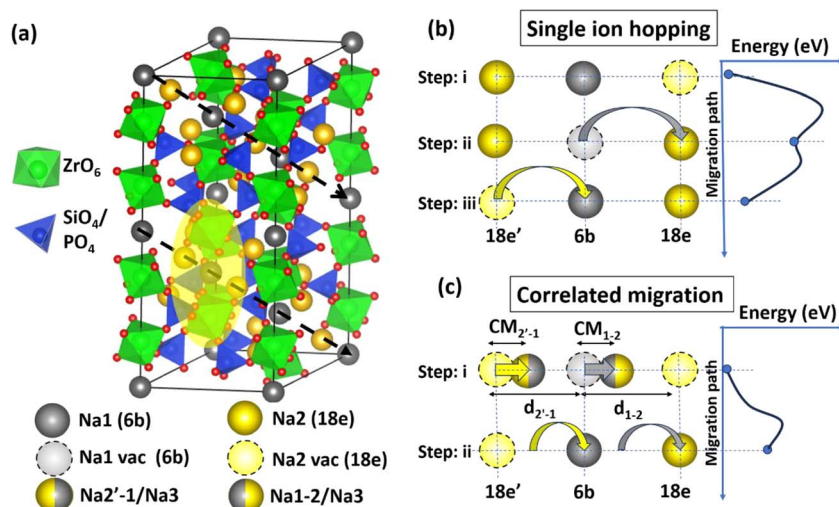 (a)
ZrO6
SiO4/
PO4
Na1 (6b)
Na2 (18e)
Na1 vac (6b)
Na2 vac (18e)
Na2’-1/Na3
Na1-2/Na3
(b)
Single ion hopping
Energy (eV)
Step: i
Step: ii
Step: iii
18e’
6b
18e
Migration path
(c)
Correlated migration
Energy (eV)
CM2’-1
CM1-2
Step: i
d2’-1
d1-2
Step: ii
18e’
6b
18e
Migration path